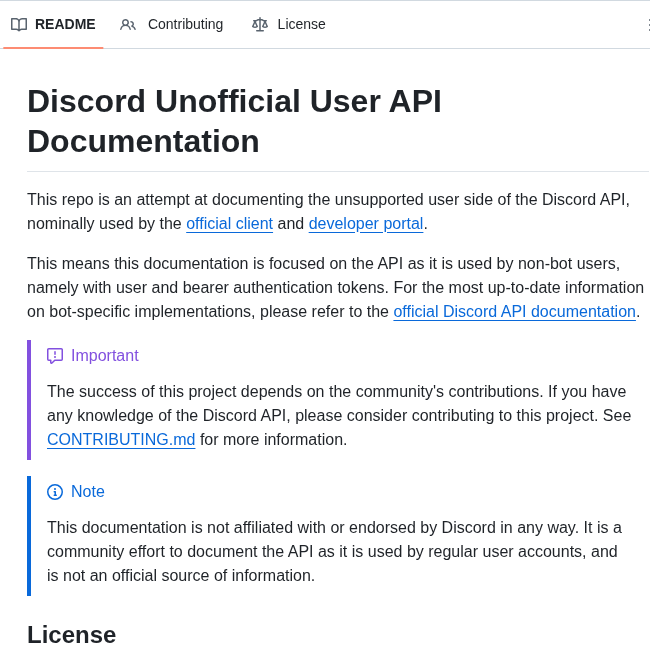 README Contributing License
Discord Unofficial User API
Documentation
This repo is an attempt at documenting the unsupported user side of the Discord API,
nominally used by the official client and developer portal.
This means this documentation is focused on the API as it is used by non-bot users,
namely with user and bearer authentication tokens. For the most up-to-date information
on bot-specific implementations, please refer to the official Discord API documentation.
Important
The success of this project depends on the community's contributions. If you have
any knowledge of the Discord API, please consider contributing to this project. See
CONTRIBUTING.md for more information.
Note
This documentation is not affiliated with or endorsed by Discord in any way. It is a
community effort to document the API as it is used by regular user accounts, and
is not an official source of information.
License